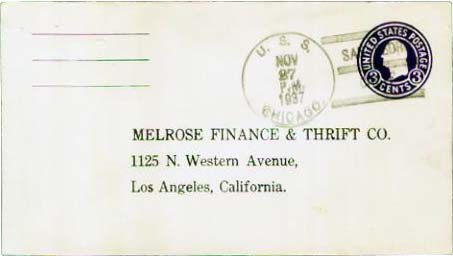 U. S. S.
NOV
27
P.M.
1937
CHICAGO.
UNITED STATES POSTAGE
3 3
CENTS
MELROSE FINANCE & THRIFT CO.
1125 N. Western Avenue,
Los Angeles, California.